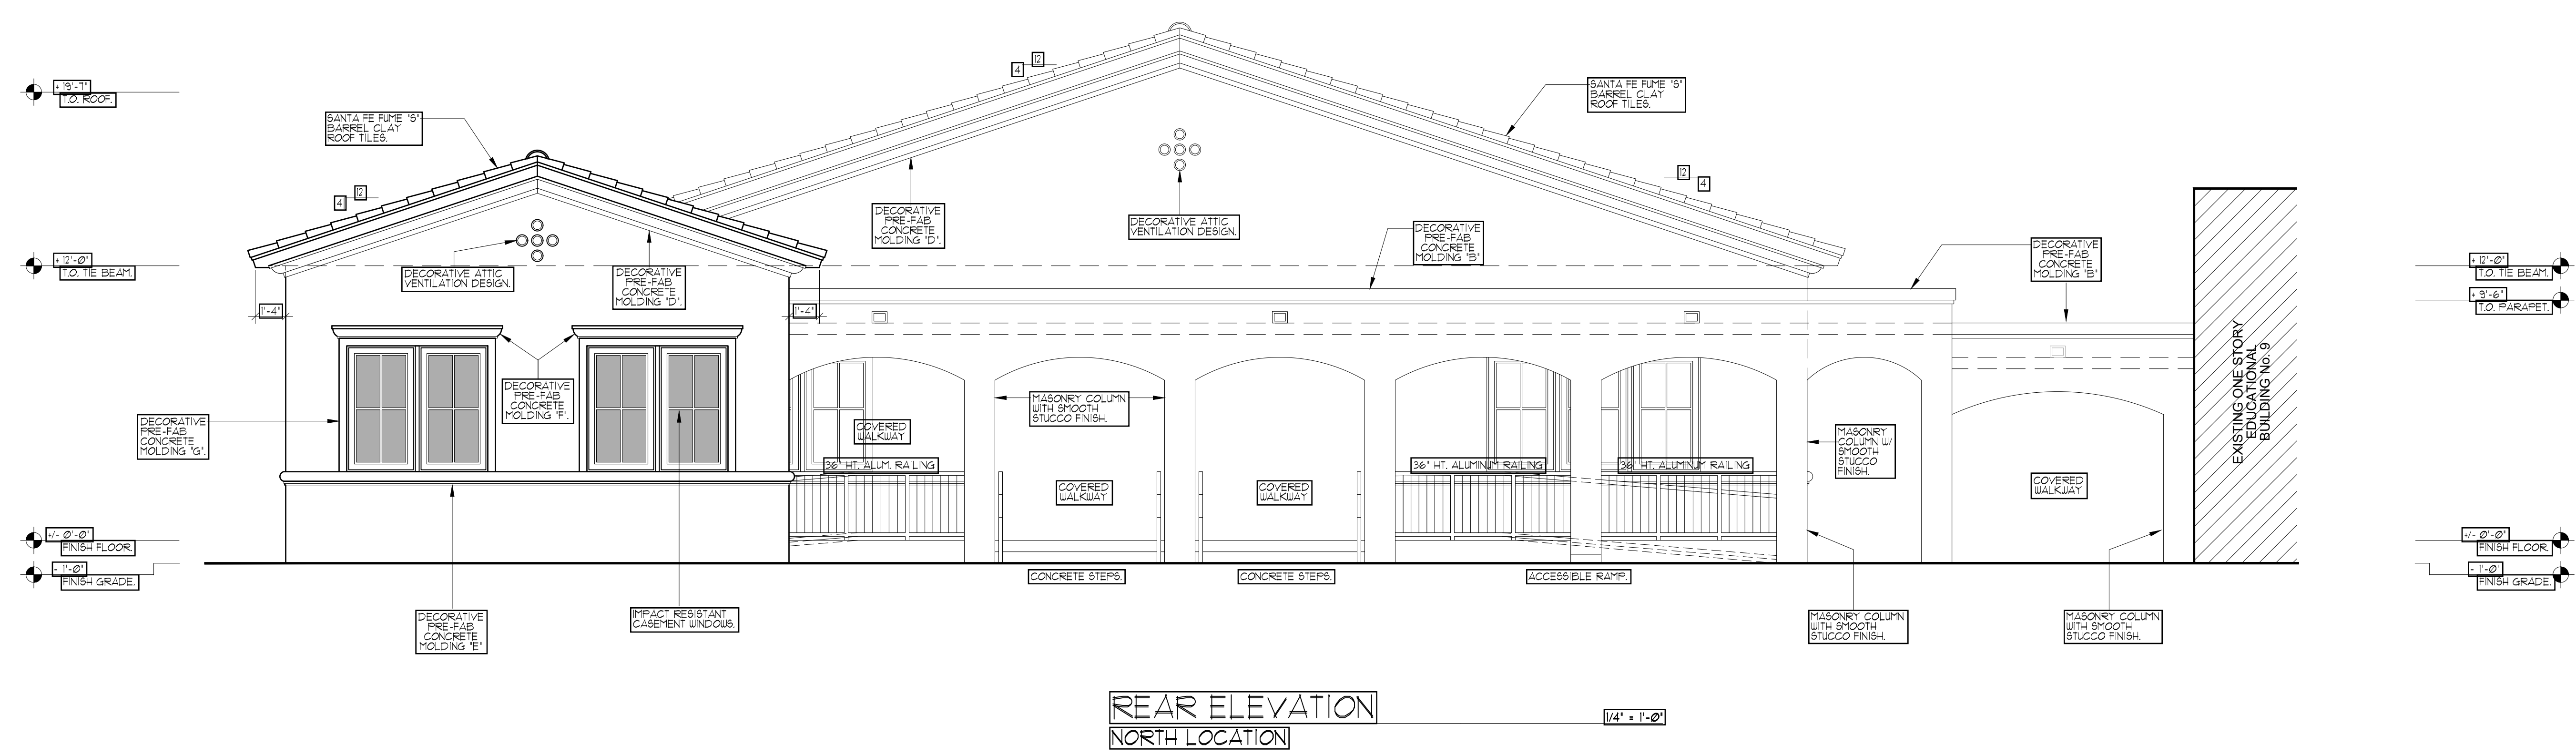 + 19'-7"
T.O. ROOF.
SANTA FE FUME "S"
BARREL CLAY
ROOF TILES.
12
4
SANTA FE FUME "S"
BARREL CLAY
ROOF TILES.
12
4
12
4
DECORATIVE
PRE-FAB
CONCRETE
MOLDING "D".
DECORATIVE ATTIC
VENTILATION DESIGN.
DECORATIVE
PRE-FAB
CONCRETE
MOLDING "B"
DECORATIVE
PRE-FAB
CONCRETE
MOLDING "B"
+ 12'-0"
T.O. TIE BEAM.
DECORATIVE ATTIC
VENTILATION DESIGN.
DECORATIVE
PRE-FAB
CONCRETE
MOLDING "D".
+ 12'-0"
T.O. TIE BEAM.
+ 9'-6"
T.O. PARAPET.
1'-4"
1'-4"
DECORATIVE
PRE-FAB
CONCRETE
MOLDING "F".
DECORATIVE
PRE-FAB
CONCRETE
MOLDING "G".
COVERED
WALKWAY
MASONRY COLUMN
WITH SMOOTH
STUCCO FINISH.
MASONRY
COLUMN W/
SMOOTH
STUCCO
FINISH.
EXISTING ONE STORY
EDUCATIONAL
BUILDING No. 9
36" HT. ALUM. RAILING
36" HT. ALUMINUM RAILING
36" HT. ALUMINUM RAILING
COVERED
WALKWAY
COVERED
WALKWAY
COVERED
WALKWAY
+/- 0'-0"
FINISH FLOOR.
- 1'-0"
FINISH GRADE.
+/- 0'-0"
FINISH FLOOR.
- 1'-0"
FINISH GRADE.
CONCRETE STEPS.
CONCRETE STEPS.
ACCESSIBLE RAMP.
DECORATIVE
PRE-FAB
CONCRETE
MOLDING "E"
IMPACT RESISTANT
CASEMENT WINDOWS.
MASONRY COLUMN
WITH SMOOTH
STUCCO FINISH.
MASONRY COLUMN
WITH SMOOTH
STUCCO FINISH.
REAR ELEVATION
1/4" = 1'-0"
NORTH LOCATION